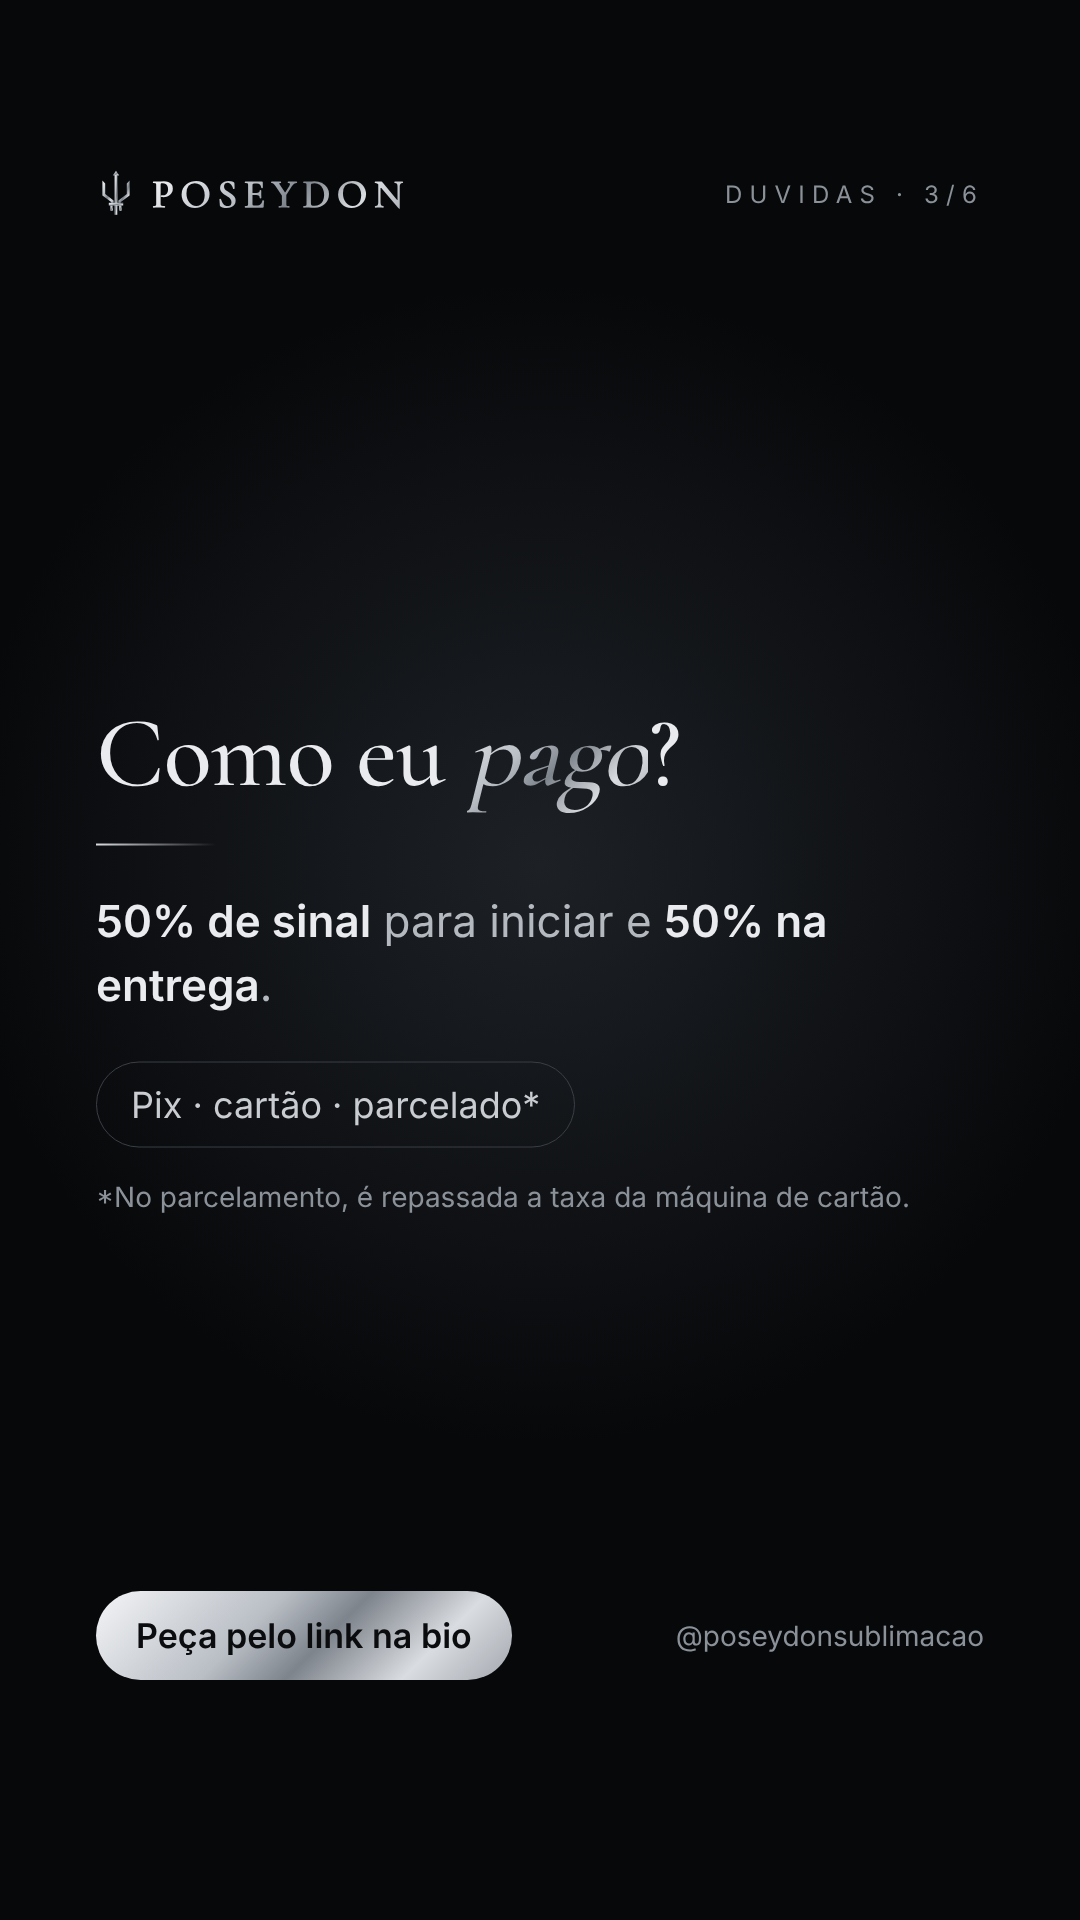 POSEYDON
DUVIDAS · 3/6
Como eu pago?
50% de sinal para iniciar e 50% na
entrega.
Pix · cartão · parcelado*
*No parcelamento, é repassada a taxa da máquina de cartão.
Peça pelo link na bio
@poseydonsublimacao